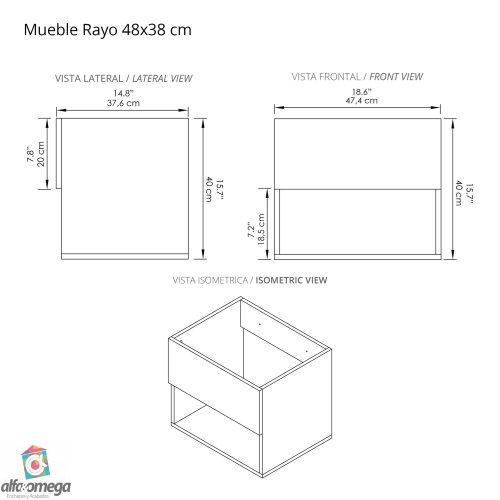 Mueble Rayo 48x38 cm
VISTA LATERAL / LATERAL VIEW
14.8"
37,6 cm
7.8"
20 cm
15.7"
40 cm
VISTA FRONTAL / FRONT VIEW
18.6"
47,4 cm
7.2"
18,5 cm
15.7"
40 cm
VISTA ISOMETRICA / ISOMETRIC VIEW
alfa omega
Enchapes y Acabados